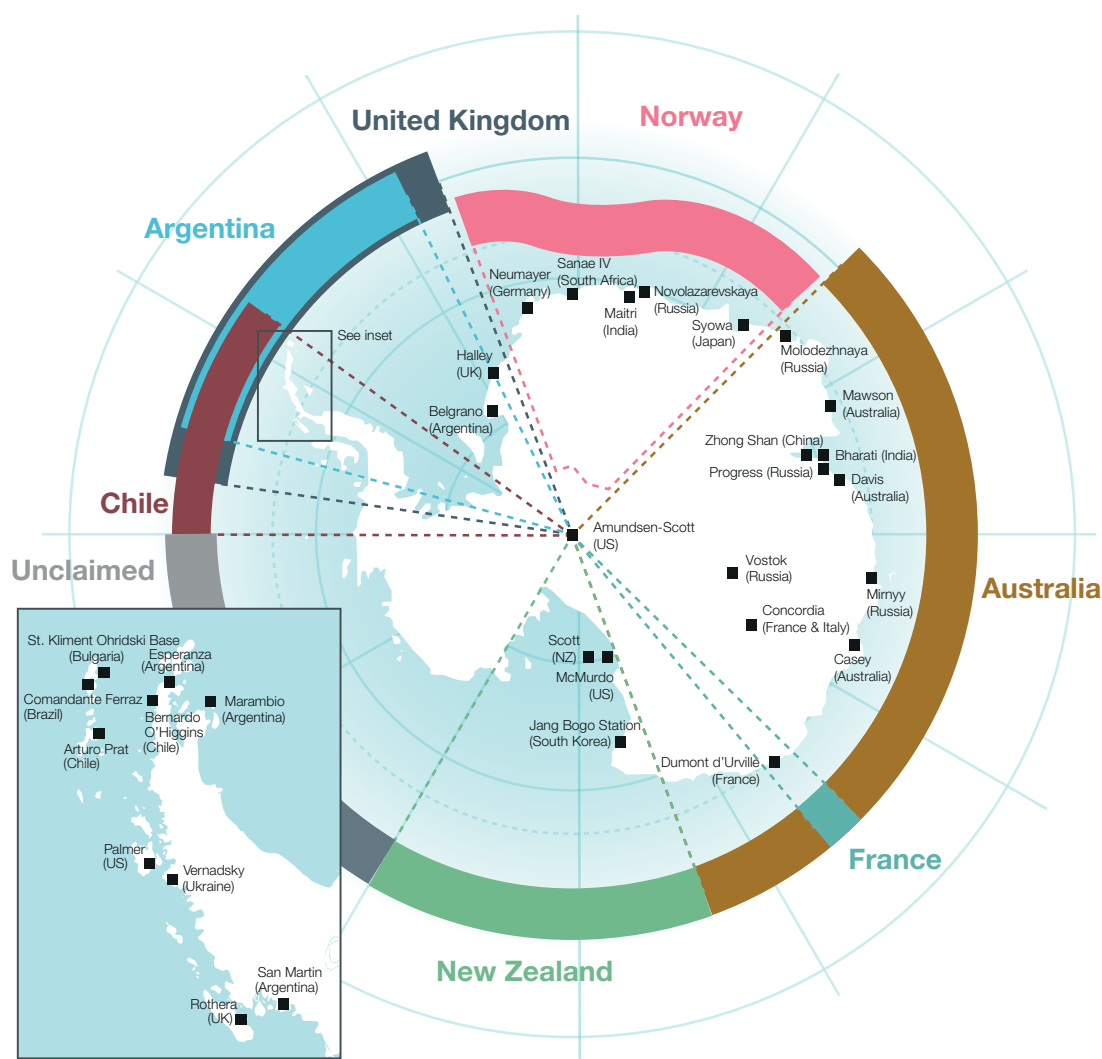 United Kingdom
Norway
Argentina
Sanae IV
(South Africa)
Neumayer
(Germany)
Novolazarevskaya
(Russia)
Maitri
(India)
Syowa
(Japan)
See inset
Molodezhnaya
(Russia)
Halley
(UK)
Mawson
(Australia)
Belgrano
(Argentina)
Zhong Shan (China)
Bharati (India)
Progress (Russia)
Davis
(Australia)
Chile
Amundsen-Scott
(US)
Unclaimed
Vostok
(Russia)
Mirnyy
(Russia)
Australia
Concordia
(France & Italy)
Casey
(Australia)
Scott
(NZ)
McMurdo
(US)
Jang Bogo Station
(South Korea)
Dumont d’Urville
(France)
France
New Zealand
St. Kliment Ohridski Base
(Bulgaria)
Esperanza
(Argentina)
Comandante Ferraz
(Brazil)
Marambio
(Argentina)
Bernardo
O’Higgins
(Chile)
Arturo Prat
(Chile)
Palmer
(US)
Vernadsky
(Ukraine)
San Martin
(Argentina)
Rothera
(UK)